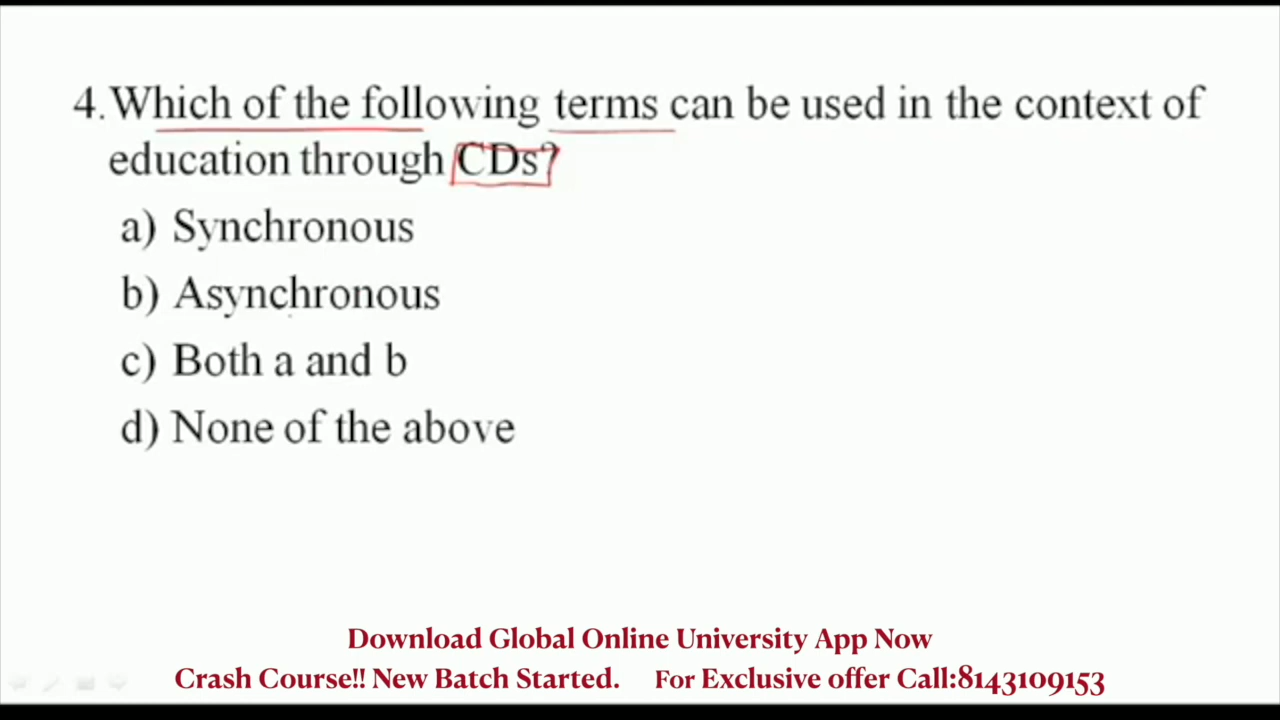 4. Which of the following terms can be used in the context of
education through CDs?
a) Synchronous
b) Asynchronous
c) Both a and b
d) None of the above
Download Global Online University App Now
Crash Course!! New Batch Started. For Exclusive offer Call:8143109153